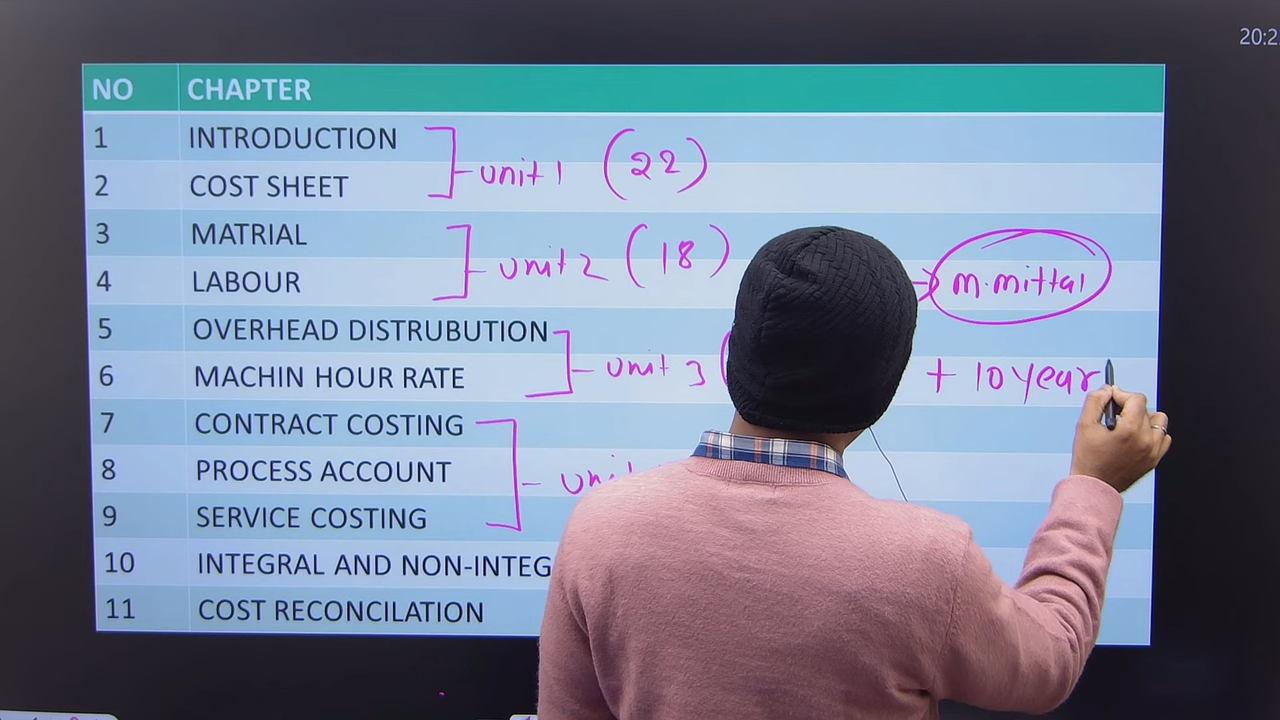 20:2
NO CHAPTER
1 INTRODUCTION
2 COST SHEET
unit 1 (22)
3 MATRIAL
4 LABOUR
unit 2 (18)
m.mittal
5 OVERHEAD DISTRUBUTION
6 MACHIN HOUR RATE
unit 3 (
+ 10 year
7 CONTRACT COSTING
8 PROCESS ACCOUNT
9 SERVICE COSTING
10 INTEGRAL AND NON-INTEG
11 COST RECONCILATION